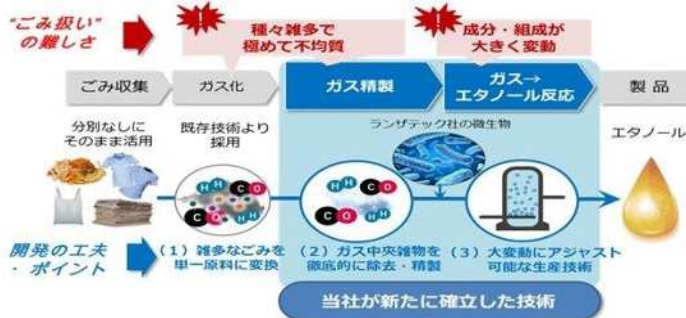 “ごみ扱い”
の難しさ
種々雑多で
極めて不均質
成分・組成が
大きく変動
ごみ収集
ガス化
ガス精製
ガス→
エタノール反応
製品
分別なしに
そのまま活用
既存技術より
採用
ランザテック社の微生物
エタノール
H H C O
C O H H
H H C O
C O H H
開発の工夫
・ポイント
(1)雑多なごみを
単一原料に変換
(2)ガス中夾雑物を
徹底的に除去・精製
(3)大変動にアジャスト
可能な生産技術
当社が新たに確立した技術